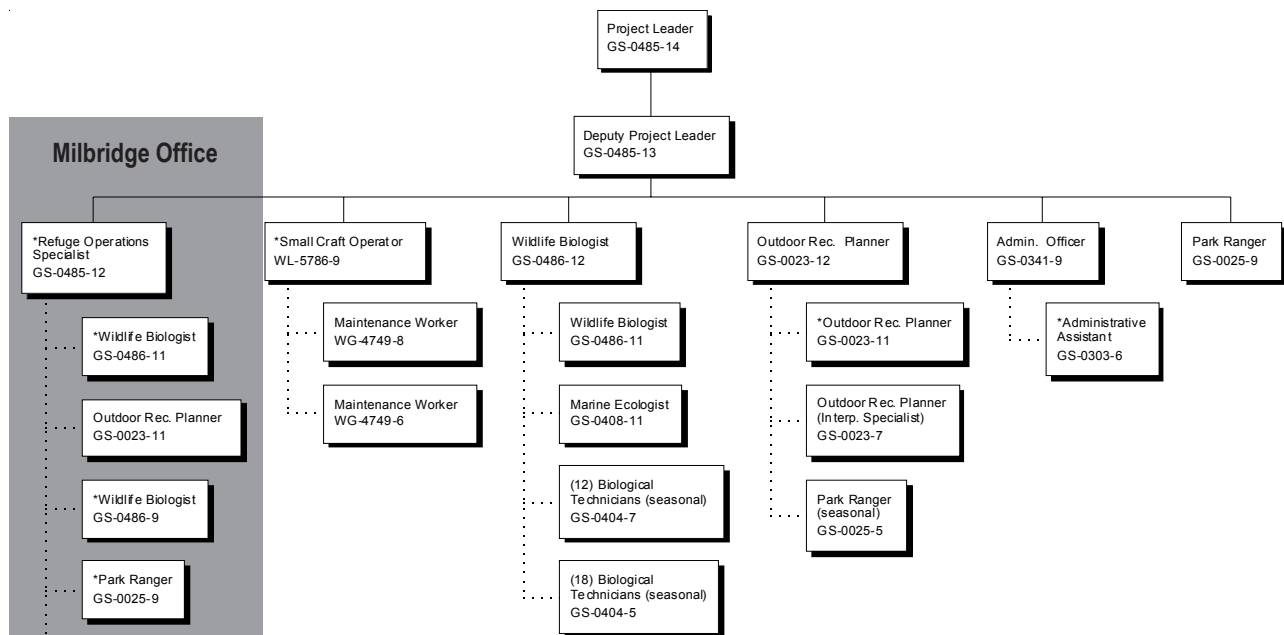 Project Leader
GS-0485-14
Deputy Project Leader
GS-0485-13
Milbridge Office
*Refuge Operations
Specialist
GS-0485-12
*Wildlife Biologist
GS-0486-11
Outdoor Rec. Planner
GS-0023-11
*Wildlife Biologist
GS-0486-9
*Park Ranger
GS-0025-9
*Small Craft Operator
WL-5786-9
Maintenance Worker
WG-4749-8
Maintenance Worker
WG-4749-6
Wildlife Biologist
GS-0486-12
Wildlife Biologist
GS-0486-11
Marine Ecologist
GS-0408-11
(12) Biological
Technicians (seasonal)
GS-0404-7
(18) Biological
Technicians (seasonal)
GS-0404-5
Outdoor Rec. Planner
GS-0023-12
*Outdoor Rec. Planner
GS-0023-11
Outdoor Rec. Planner
(Interp. Specialist)
GS-0023-7
Park Ranger
(seasonal)
GS-0025-5
Admin. Officer
GS-0341-9
*Administrative
Assistant
GS-0303-6
Park Ranger
GS-0025-9